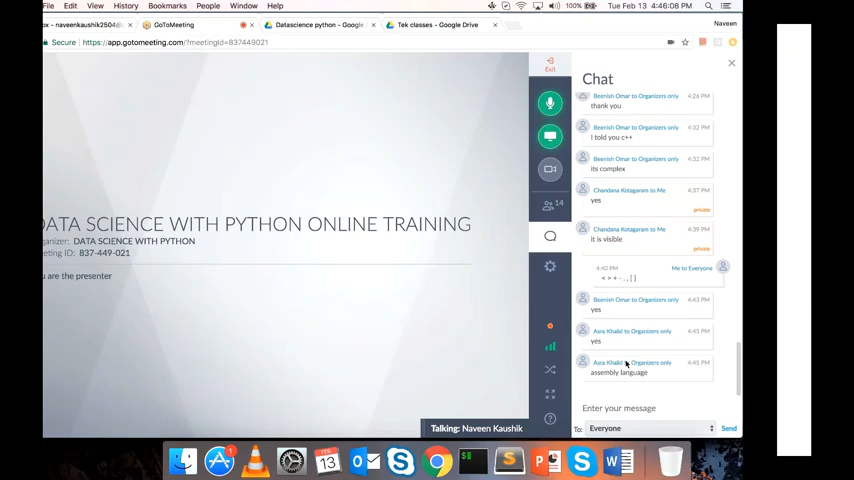 File Edit View History Bookmarks People Window Help 100% Tue Feb 13 4:46:08 PM
ox - naveenkaushik2504@ GoToMeeting Datascience python - Google Tek classes - Google Drive Naveen
Secure https://app.gotomeeting.com/?meetingId=837449021
Exit
Chat
Beenish Omar to Organizers only 4:26 PM
thank you
Beenish Omar to Organizers only 4:32 PM
I told you c++
Beenish Omar to Organizers only 4:32 PM
its complex
Chandana Kotagaram to Me 4:37 PM
yes
private
Chandana Kotagaram to Me 4:39 PM
it is visible
private
4:40 PM Me to Everyone
< > + - . , [ ]
Beenish Omar to Organizers only 4:43 PM
yes
Asra Khalid to Organizers only 4:45 PM
yes
Asra Khalid to Organizers only 4:45 PM
assembly language
Enter your message
To: Everyone Send
14
DATA SCIENCE WITH PYTHON ONLINE TRAINING
ganizer: DATA SCIENCE WITH PYTHON
eeting ID: 837-449-021
u are the presenter
Talking: Naveen Kaushik
1
FEB
13